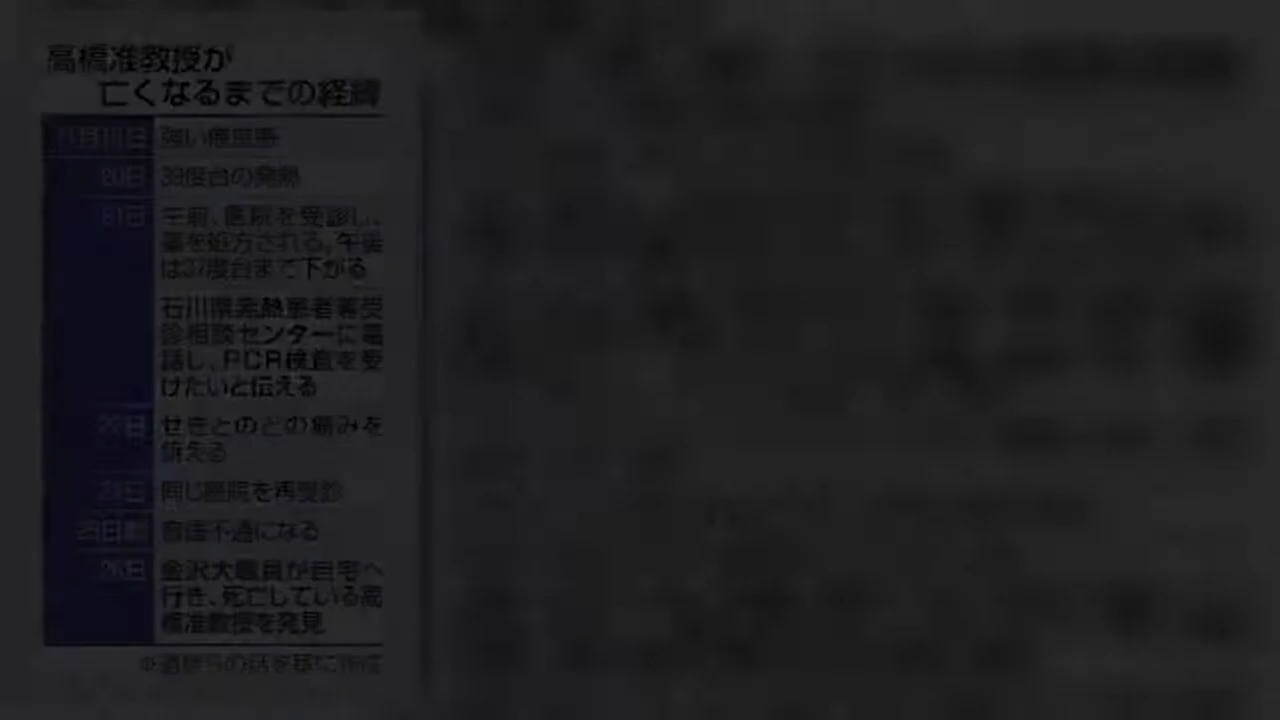 高橋准教授が
亡くなるまでの経緯
強い倦怠感
20日 39度台の発熱
21日 午前、医院を受診し、
薬を処方される。午後
は37度台まで下がる
石川県発熱患者等受
診相談センターに電
話し、PCR検査を受
けたいと伝える
22日 せきとのどの痛みを
訴える
同じ医院を再受診
音信不通になる
金沢大職員が自宅へ
行き、死亡している高
橋准教授を発見